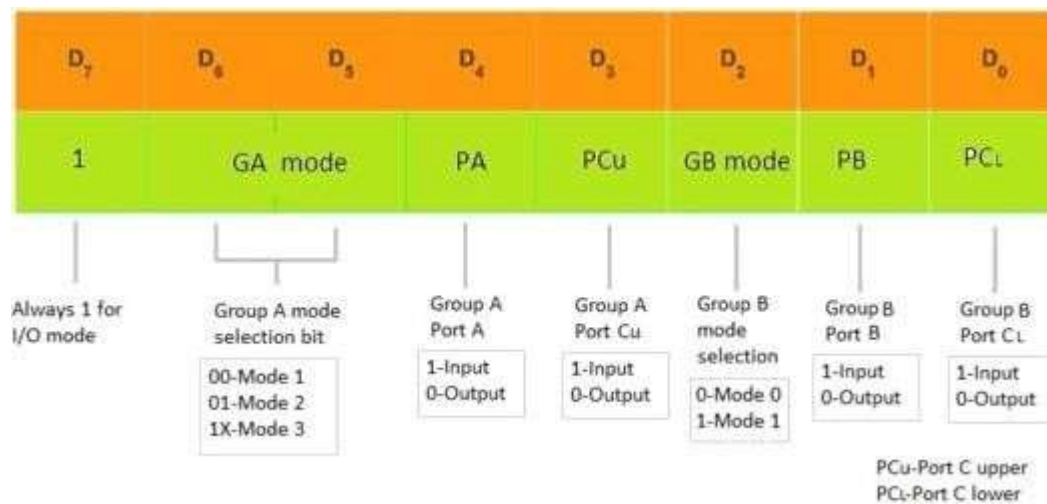 D7 D6 D5 D4 D3 D2 D1 D0
1 GA mode PA PCu GB mode PB PCL
Always 1 for
I/O mode
Group A mode
selection bit
00-Mode 1
01-Mode 2
1X-Mode 3
Group A
Port A
1-Input
0-Output
Group A
Port Cu
1-Input
0-Output
Group B
mode
selection
0-Mode 0
1-Mode 1
Group B
Port B
1-Input
0-Output
Group B
Port CL
1-Input
0-Output
PCu-Port C upper
PCL-Port C lower